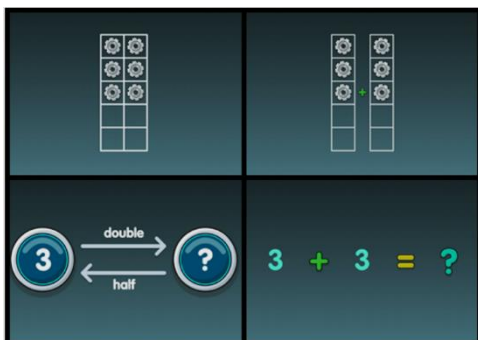 +
double
3 ?
half
3 + 3 = ?